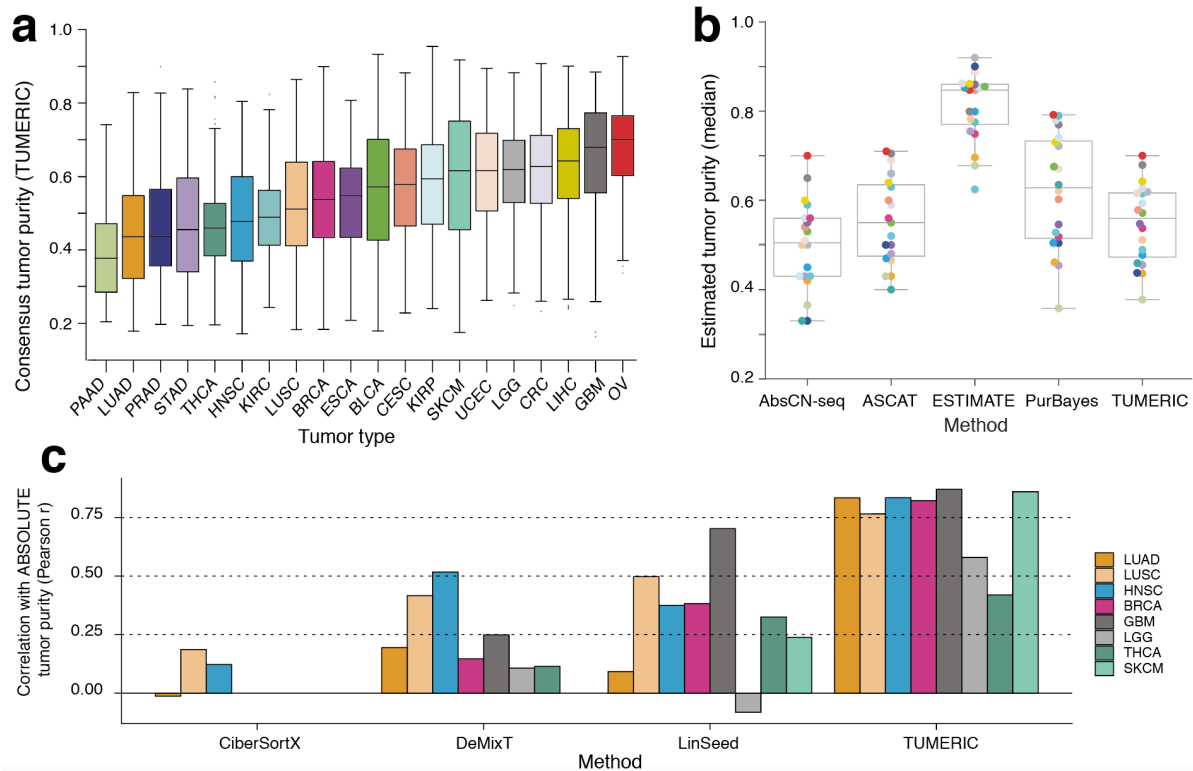 a
Consensus tumor purity (TUMERIC)
1.0
0.8
0.6
0.4
0.2
PAAD
LUAD
PRAD
STAD
THCA
HNSC
KIRC
LUSC
BRCA
ESCA
BLCA
CESC
KIRP
SKCM
UCEC
LGG
CRC
LIHC
GBM
OV
Tumor type
b
Estimated tumor purity (median)
1.0
0.8
0.6
0.4
0.2
AbsCN-seq
ASCAT
ESTIMATE
PurBayes
TUMERIC
Method
c
Correlation with ABSOLUTE
tumor purity (Pearson r)
0.75
0.50
0.25
0.00
CiberSortX
DeMixT
LinSeed
TUMERIC
Method
LUAD
LUSC
HNSC
BRCA
GBM
LGG
THCA
SKCM